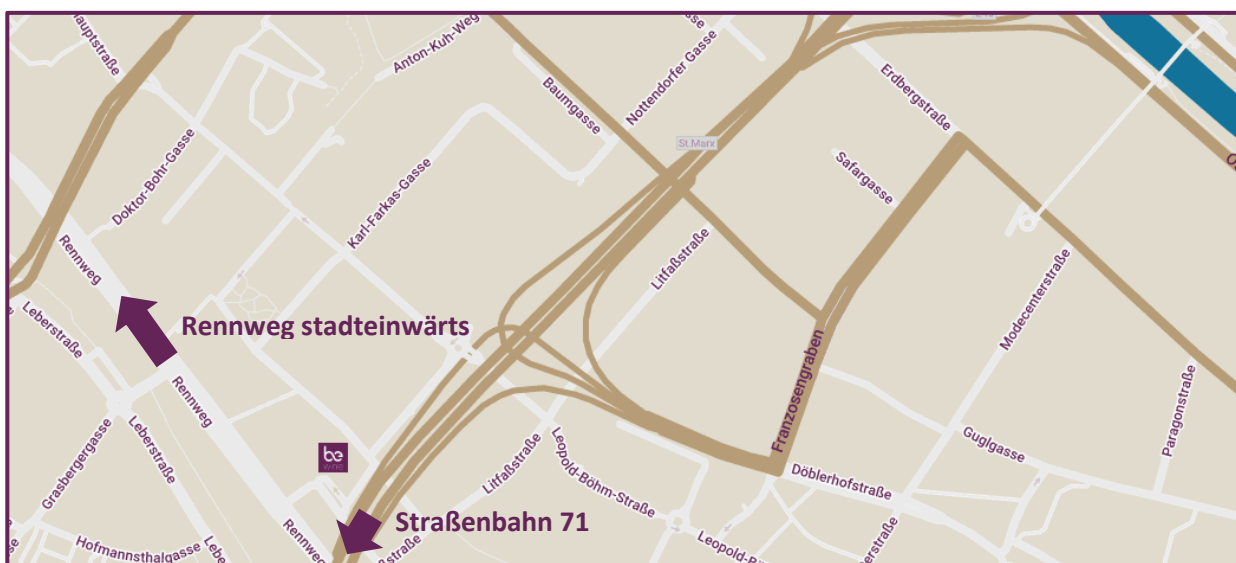 hauptstraße
Anton-Kuh-Weg
Baumgasse
Nottendorfer Gasse
Erdbergstraße
St.Marx
Safargasse
Doktor-Bohr-Gasse
Karl-Farkas-Gasse
Rennweg
Litfaßstraße
Modecenterstraße
Leberstraße
Rennweg stadteinwärts
Rennweg
Franzosengraben
Paragonstraße
Grasbergergasse
Leberstraße
be
Litfaßstraße
Leopold-Böhm-Straße
Guglgasse
Döblerhofstraße
Straßenbahn 71
Rennweg
Hofmannsthalgasse